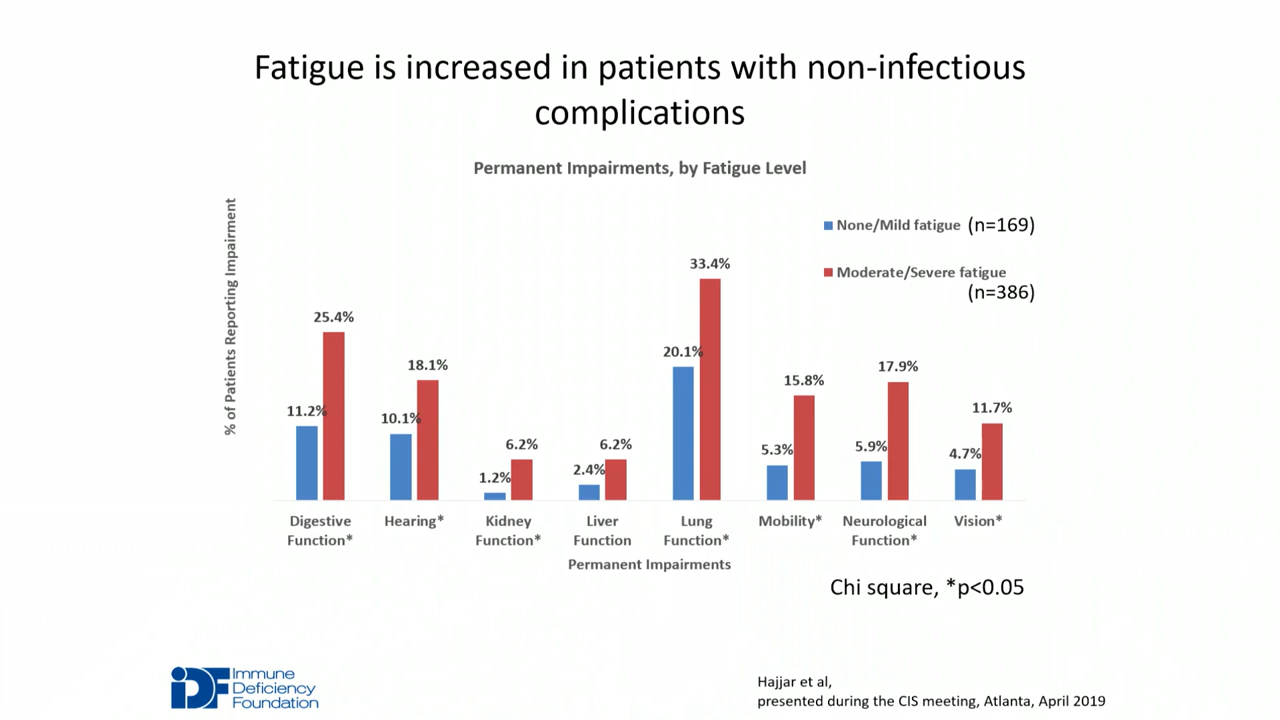 Fatigue is increased in patients with non-infectious
complications
Permanent Impairments, by Fatigue Level
% of Patients Reporting Impairment
None/Mild fatigue (n=169)
Moderate/Severe fatigue
(n=386)
33.4%
25.4%
20.1%
18.1%
17.9%
15.8%
11.2%
10.1%
11.7%
6.2%
6.2%
5.3%
5.9%
4.7%
1.2%
2.4%
Digestive
Function*
Hearing*
Kidney
Function*
Liver
Function
Lung
Function*
Mobility*
Neurological
Function*
Vision*
Permanent Impairments
Chi square, *p<0.05
iDF
Immune
Deficiency
Foundation
Hajjar et al,
presented during the CIS meeting, Atlanta, April 2019